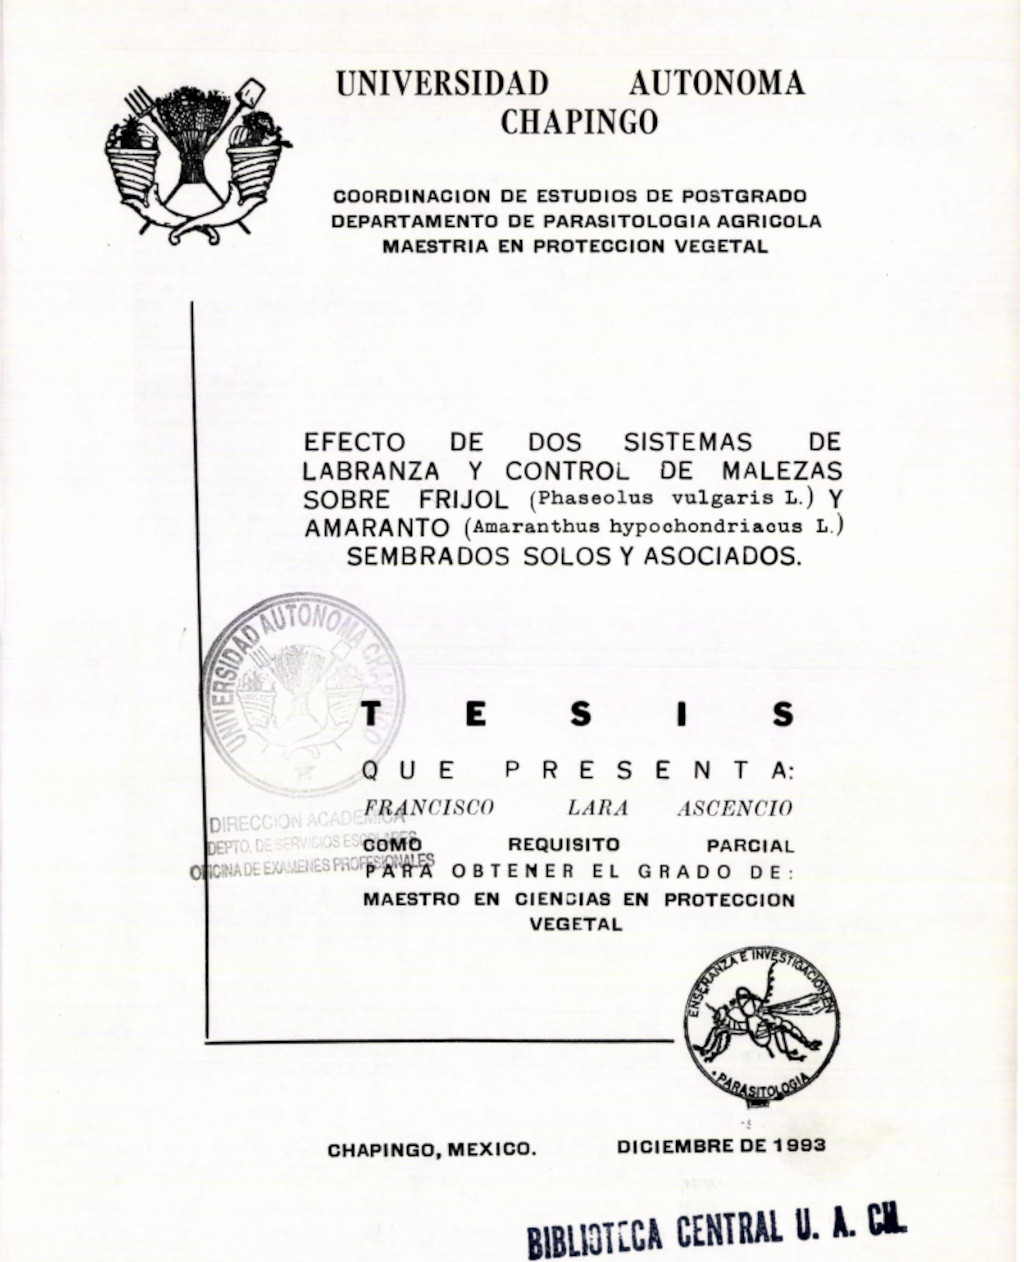 UNIVERSIDAD AUTONOMA
CHAPINGO
COORDINACION DE ESTUDIOS DE POSTGRADO
DEPARTAMENTO DE PARASITOLOGIA AGRICOLA
MAESTRIA EN PROTECCION VEGETAL
EFECTO DE DOS SISTEMAS DE
LABRANZA Y CONTROL DE MALEZAS
SOBRE FRIJOL (Phaseolus vulgaris L.) Y
AMARANTO (Amaranthus hypochondriacus L.)
SEMBRADOS SOLOS Y ASOCIADOS.
UNIVERSIDAD AUTONOMA CHAPINGO
T E S I S
QUE PRESENTA:
FRANCISCO LARA ASCENCIO
DIRECCION ACADEMICA
DEPTO. DE SERVICIOS ESCOLARES
OFICINA DE EXAMENES PROFESIONALES
COMO REQUISITO PARCIAL
PARA OBTENER EL GRADO DE:
MAESTRO EN CIENCIAS EN PROTECCION
VEGETAL
ENSEÑANZA E INVESTIGACION EN
PARASITOLOGIA
CHAPINGO, MEXICO. DICIEMBRE DE 1993
BIBLIOTECA CENTRAL U. A. CH.